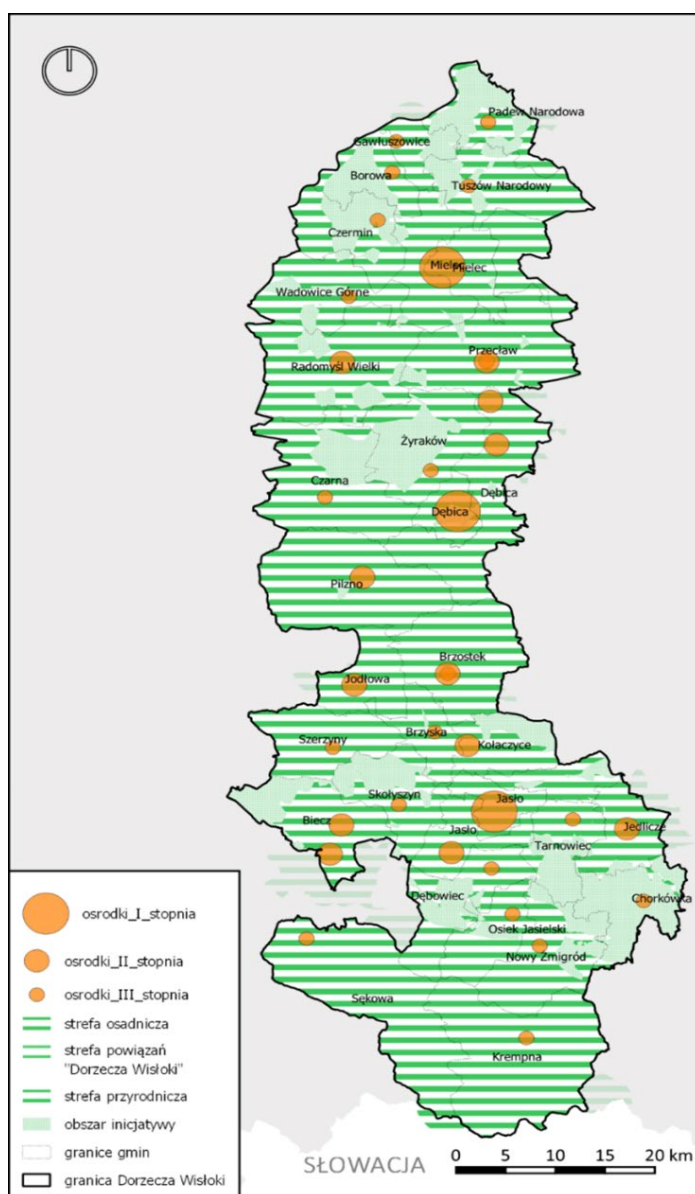 Padew Narodowa
Gawłuszowice
Borowa
Tuszów Narodowy
Czermin
Mielec
Mielec
Wadowice Górne
Przecław
Radomyśl Wielki
Żyraków
Czarna
Dębica
Dębica
Pilzno
Brzostek
Jodłowa
Brzyska
Szerzyny
Kołaczyce
Skołyszyn
Jasło
Biecz
Jasło
Jedlicze
Tarnowiec
Dębowiec
Chorkówka
Osiek Jasielski
Nowy Żmigród
Sękowa
Krempna
osrodki_I_stopnia
osrodki_II_stopnia
osrodki_III_stopnia
strefa osadnicza
strefa powiązań
"Dorzecza Wisłoki"
strefa przyrodnicza
obszar inicjatywy
granice gmin
granica Dorzecza Wisłoki
SŁOWACJA
0 5 10 15 20 km